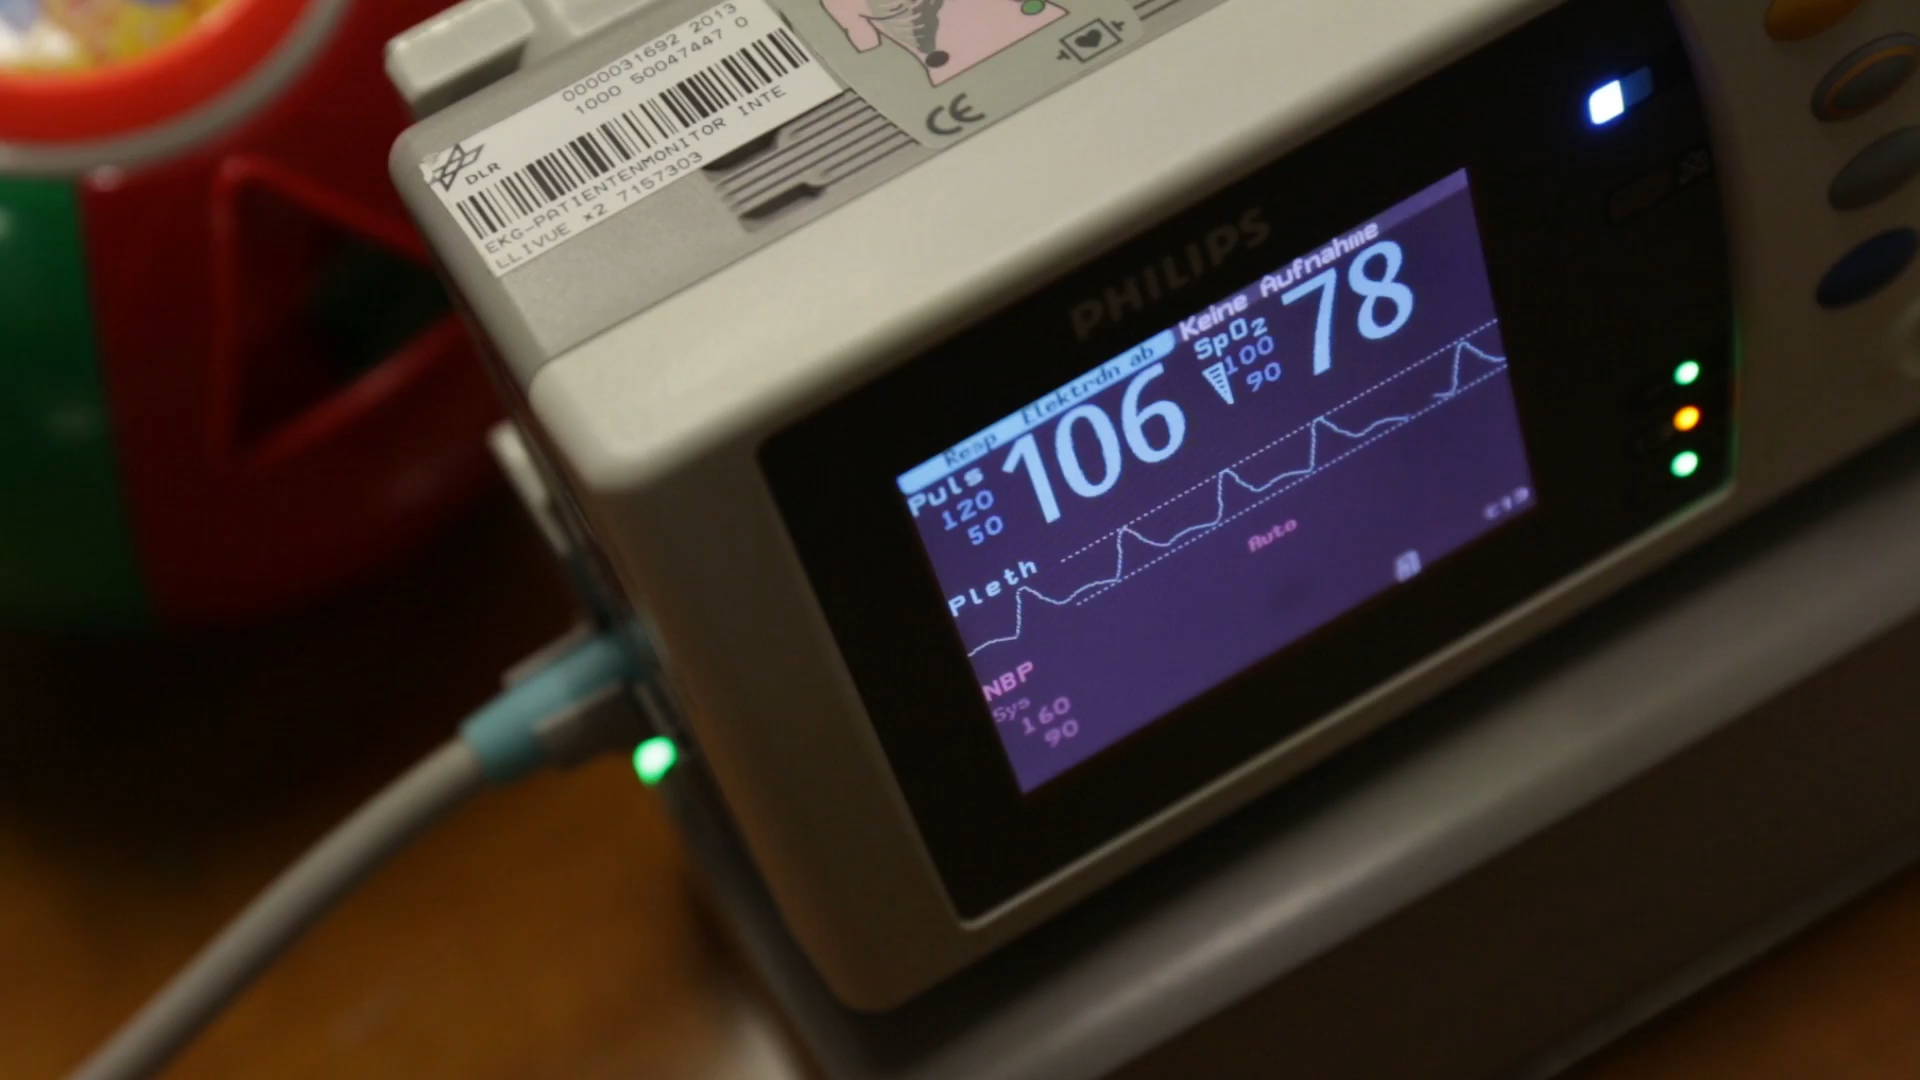 0000031692 2013
1000 50047447 0
DLR
EKG-PATIENTENMONITOR INTE
LLIVUE x2 7157303
CE
PHILIPS
Keine Aufnahme
Resp Elektrdn ab
Puls
120
50
106
SpO2
100
90
78
Pleth
Auto
NBP
Sys
160
90